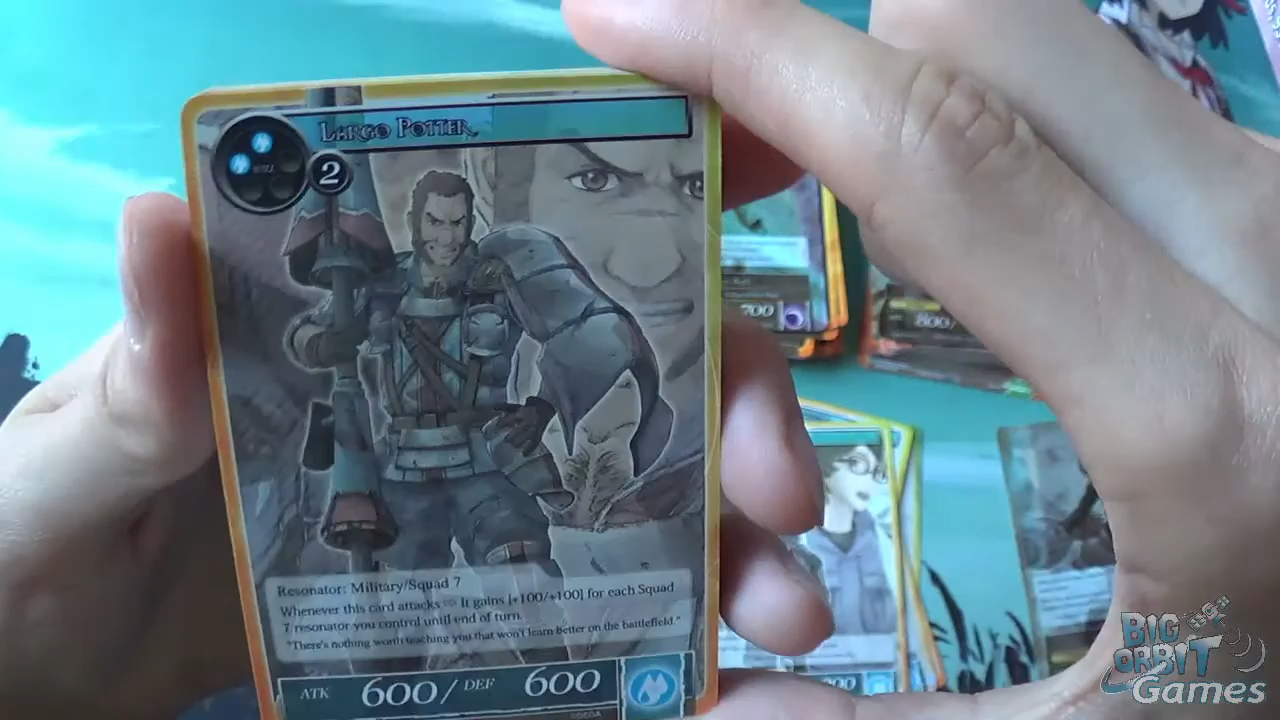 LARGO POTTER
2
Resonator: Military/Squad 7
Whenever this card attacks ⇨ It gains [+100/+100] for each Squad
7 resonator you control until end of turn.
"There's nothing worth teaching you that won't learn better on the battlefield."
ATK 600 / DEF 600
700
800/
BIG
ORBIT
Games